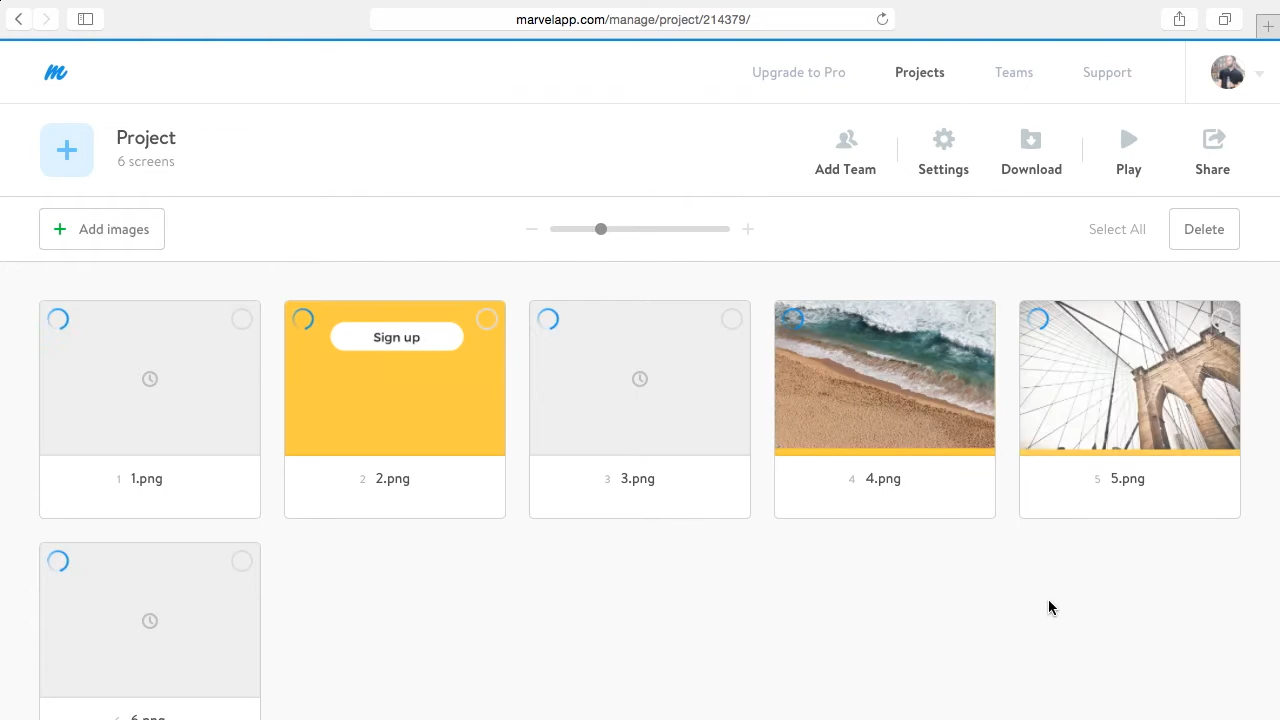 marvelapp.com/manage/project/214379/
Upgrade to Pro
Projects
Teams
Support
Project
6 screens
Add Team
Settings
Download
Play
Share
Add images
Select All
Delete
Sign up
1 1.png
2 2.png
3 3.png
4 4.png
5 5.png
6.png